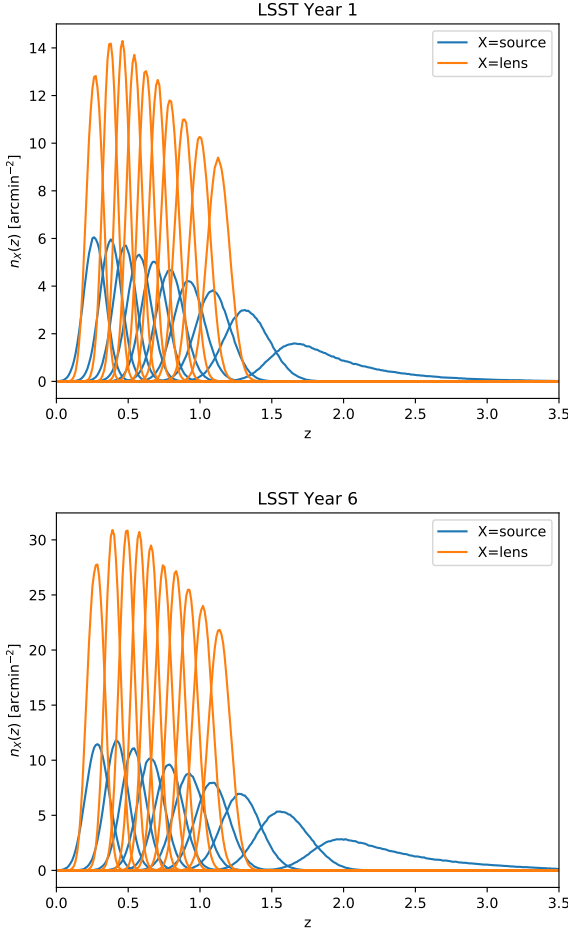 LSST Year 1
14
12
10
8
6
4
2
0
n_X(z) [arcmin⁻²]
X=source
X=lens
0.0 0.5 1.0 1.5 2.0 2.5 3.0 3.5
z
LSST Year 6
30
25
20
15
10
5
0
n_X(z) [arcmin⁻²]
X=source
X=lens
0.0 0.5 1.0 1.5 2.0 2.5 3.0 3.5
z